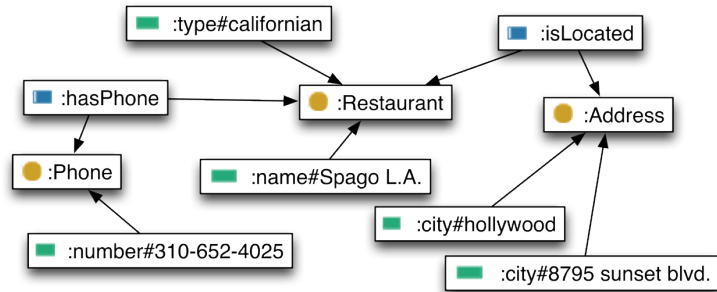 :type#californian
:isLocated
:hasPhone
:Restaurant
:Address
:Phone
:name#Spago L.A.
:city#hollywood
:number#310-652-4025
:city#8795 sunset blvd.